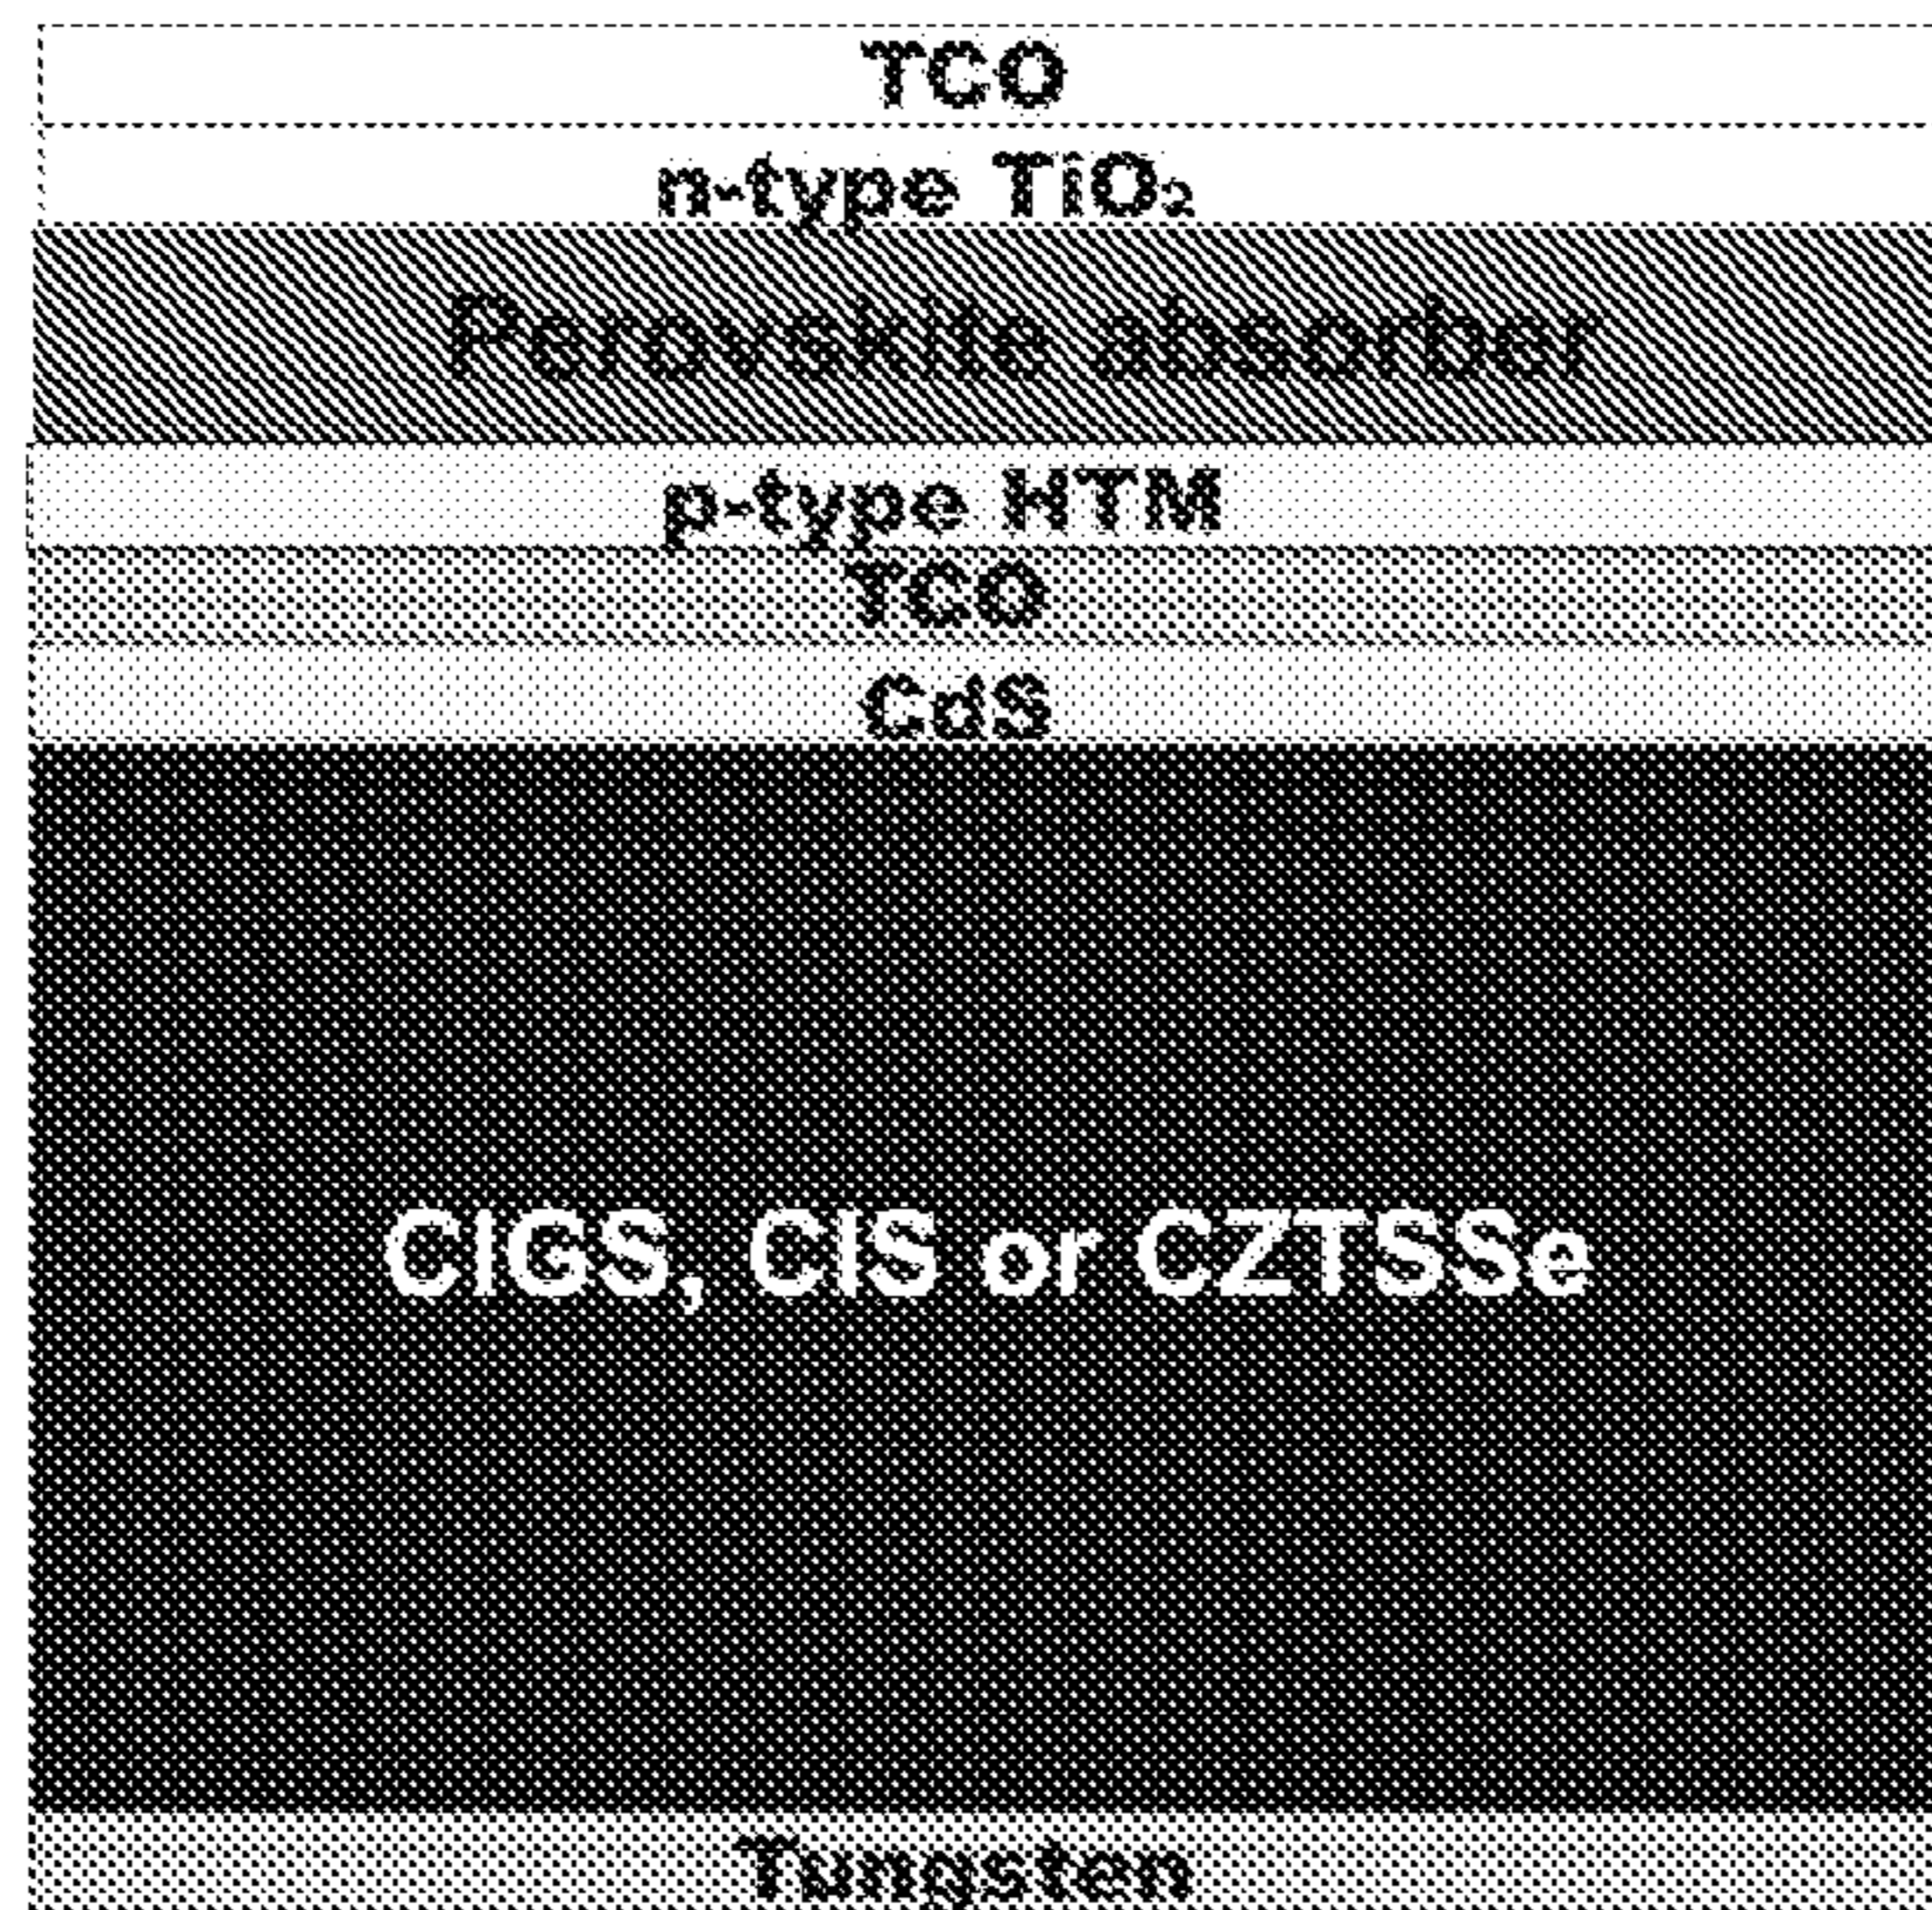 TCO
n-type TiO₂
Perovskite absorber
p-type HTM
TCO
CdS
CIGS, CIS or CZTSSe
Tungsten